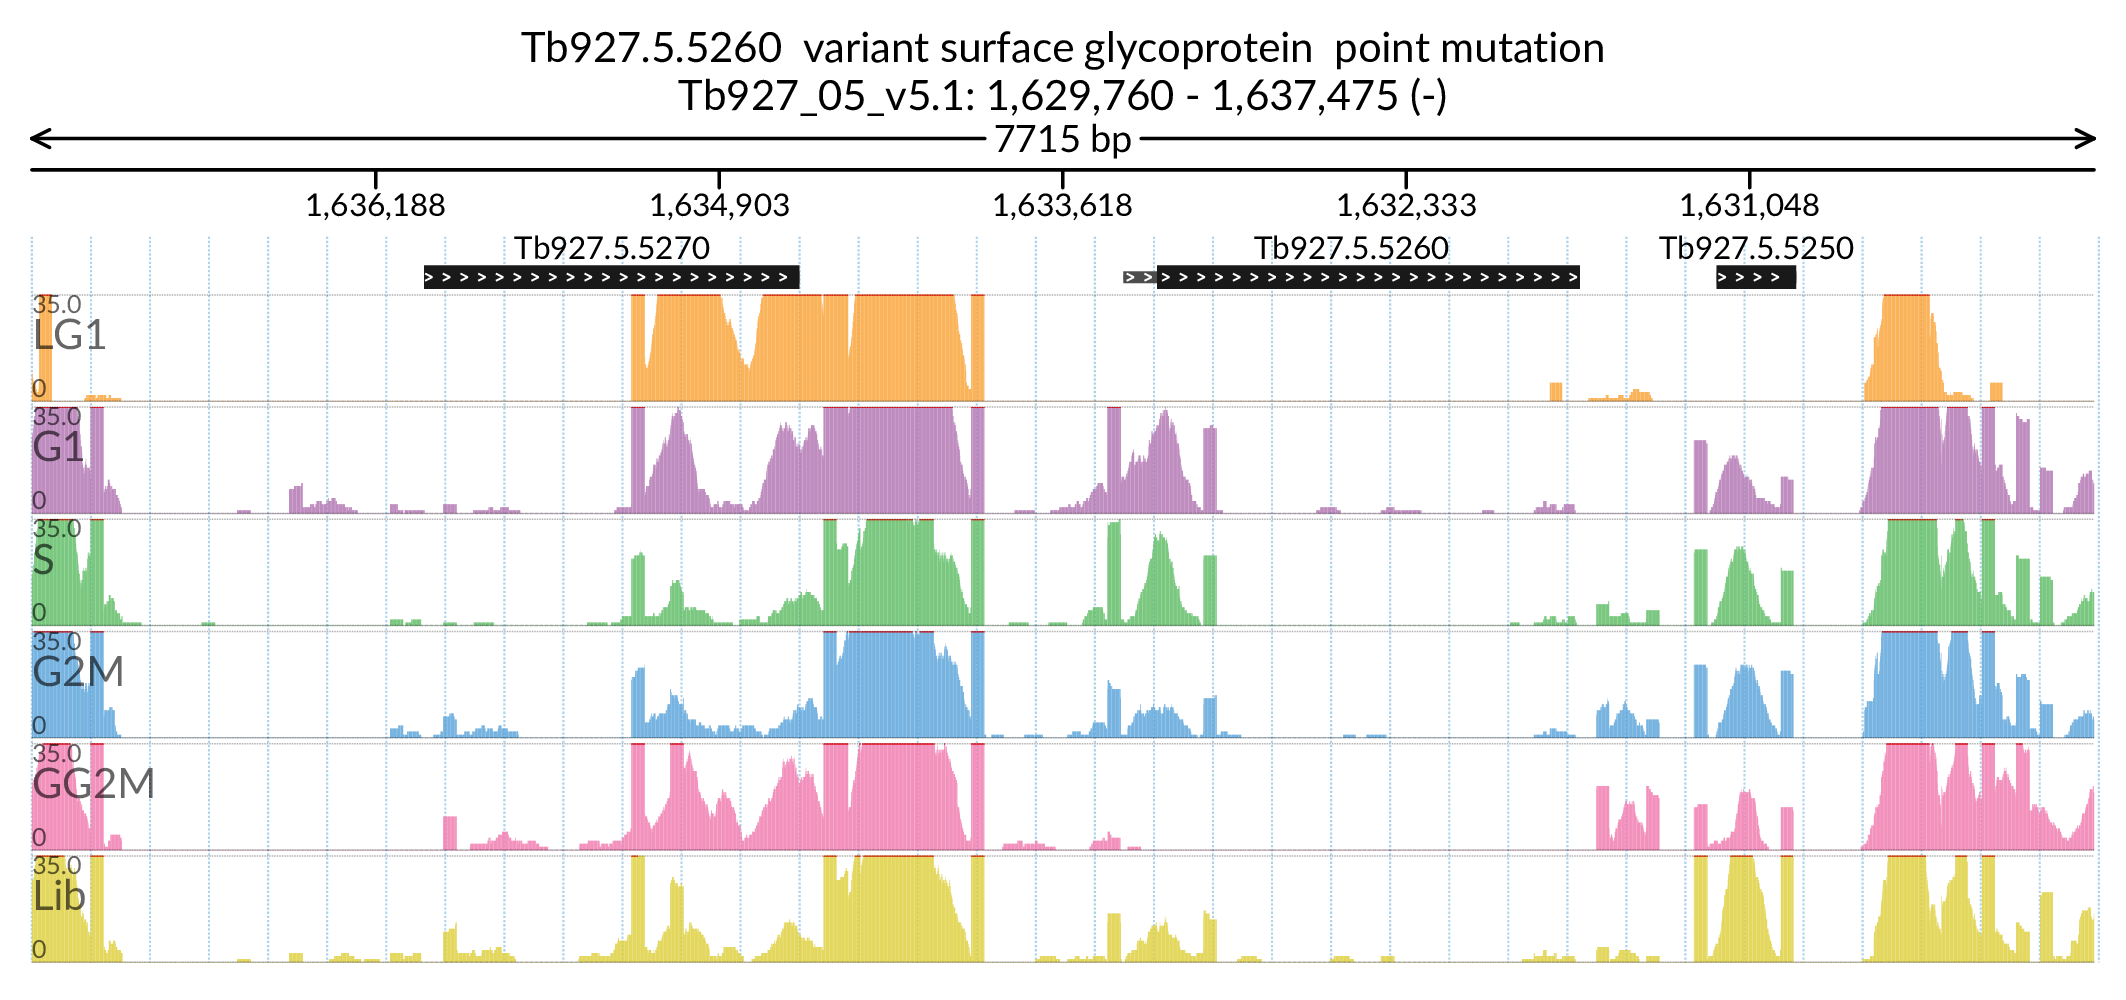 Tb927.5.5260  variant surface glycoprotein  point mutation
Tb927_05_v5.1: 1,629,760 - 1,637,475 (-)
7715 bp
1,636,188 1,634,903 1,633,618 1,632,333 1,631,048
Tb927.5.5270 Tb927.5.5260 Tb927.5.5250
35.0
LG1
0
35.0
G1
0
35.0
S
0
35.0
G2M
0
35.0
GG2M
0
35.0
Lib
0